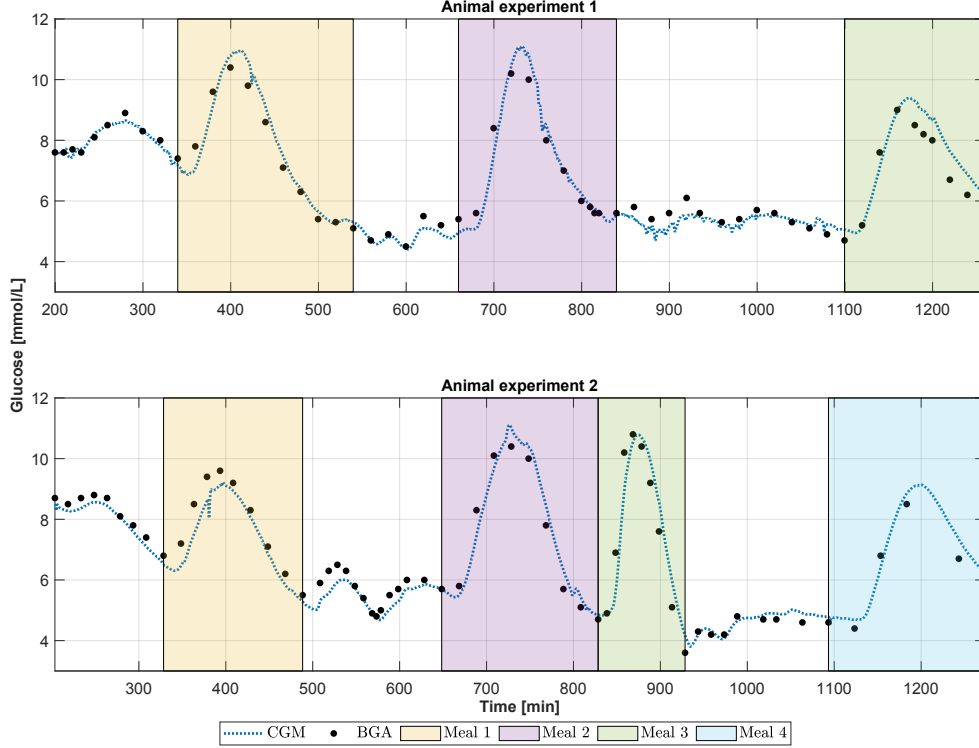 Animal experiment 1
12
10
8
6
4
200 300 400 500 600 700 800 900 1000 1100 1200
Glucose [mmol/L]
Animal experiment 2
12
10
8
6
4
300 400 500 600 700 800 900 1000 1100 1200
Time [min]
CGM BGA Meal 1 Meal 2 Meal 3 Meal 4